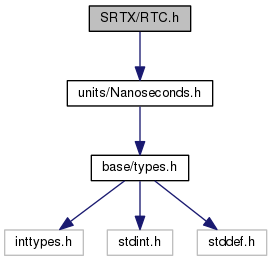 SRTX/RTC.h
units/Nanoseconds.h
base/types.h
inttypes.h
stdint.h
stddef.h